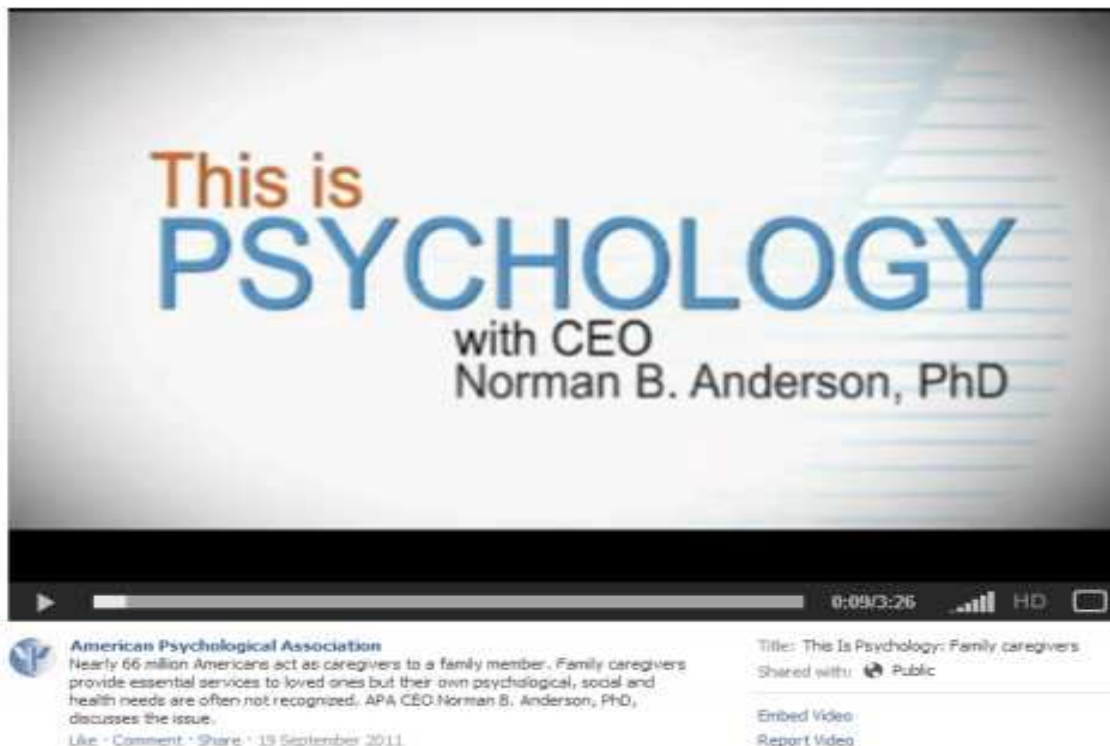 This is
PSYCHOLOGY
with CEO
Norman B. Anderson, PhD
0:09/3:26
HD
American Psychological Association
Nearly 66 million Americans act as caregivers to a family member. Family caregivers
provide essential services to loved ones but their own psychological, social and
health needs are often not recognized. APA CEO Norman B. Anderson, PhD,
discusses the issue.
Like · Comment · Share · 19 September 2011
Title: This Is Psychology: Family caregivers
Shared with: Public
Embed Video
Report Video